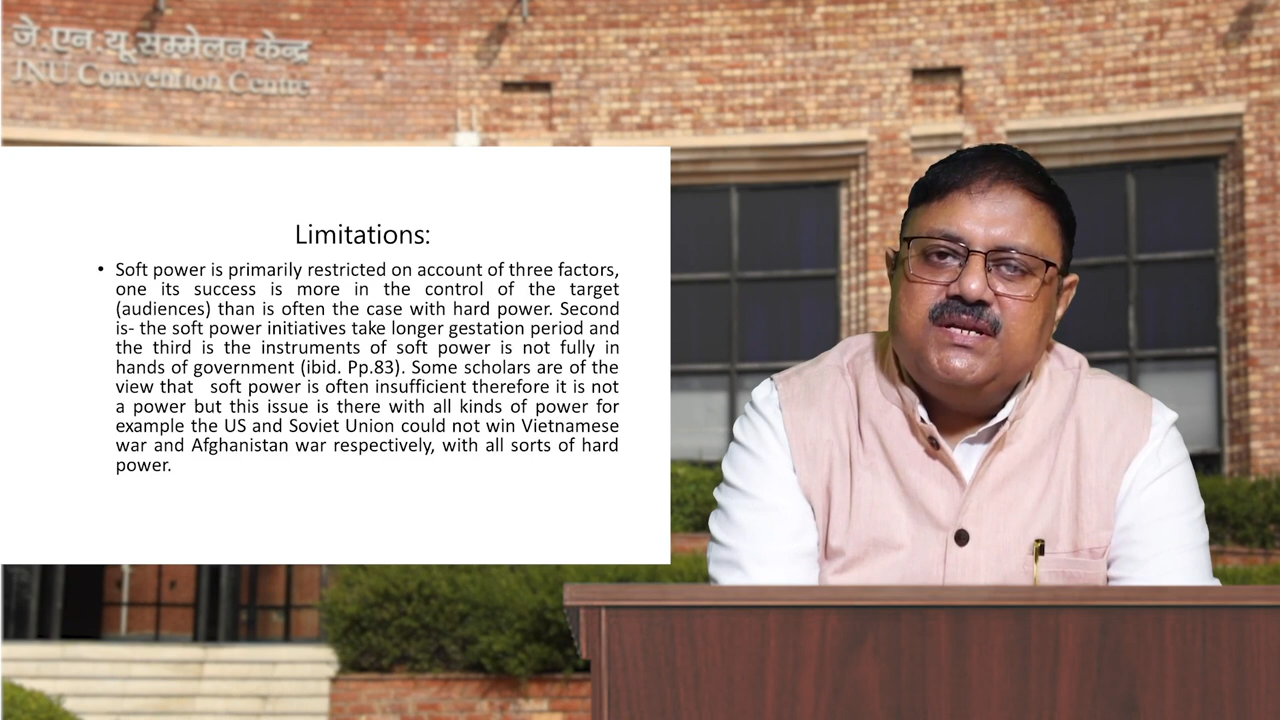 जे.एन.यू.सम्मेलन केन्द्र
JNU Convention Centre
Limitations:
• Soft power is primarily restricted on account of three factors,
one its success is more in the control of the target
(audiences) than is often the case with hard power. Second
is- the soft power initiatives take longer gestation period and
the third is the instruments of soft power is not fully in
hands of government (ibid. Pp.83). Some scholars are of the
view that soft power is often insufficient therefore it is not
a power but this issue is there with all kinds of power for
example the US and Soviet Union could not win Vietnamese
war and Afghanistan war respectively, with all sorts of hard
power.